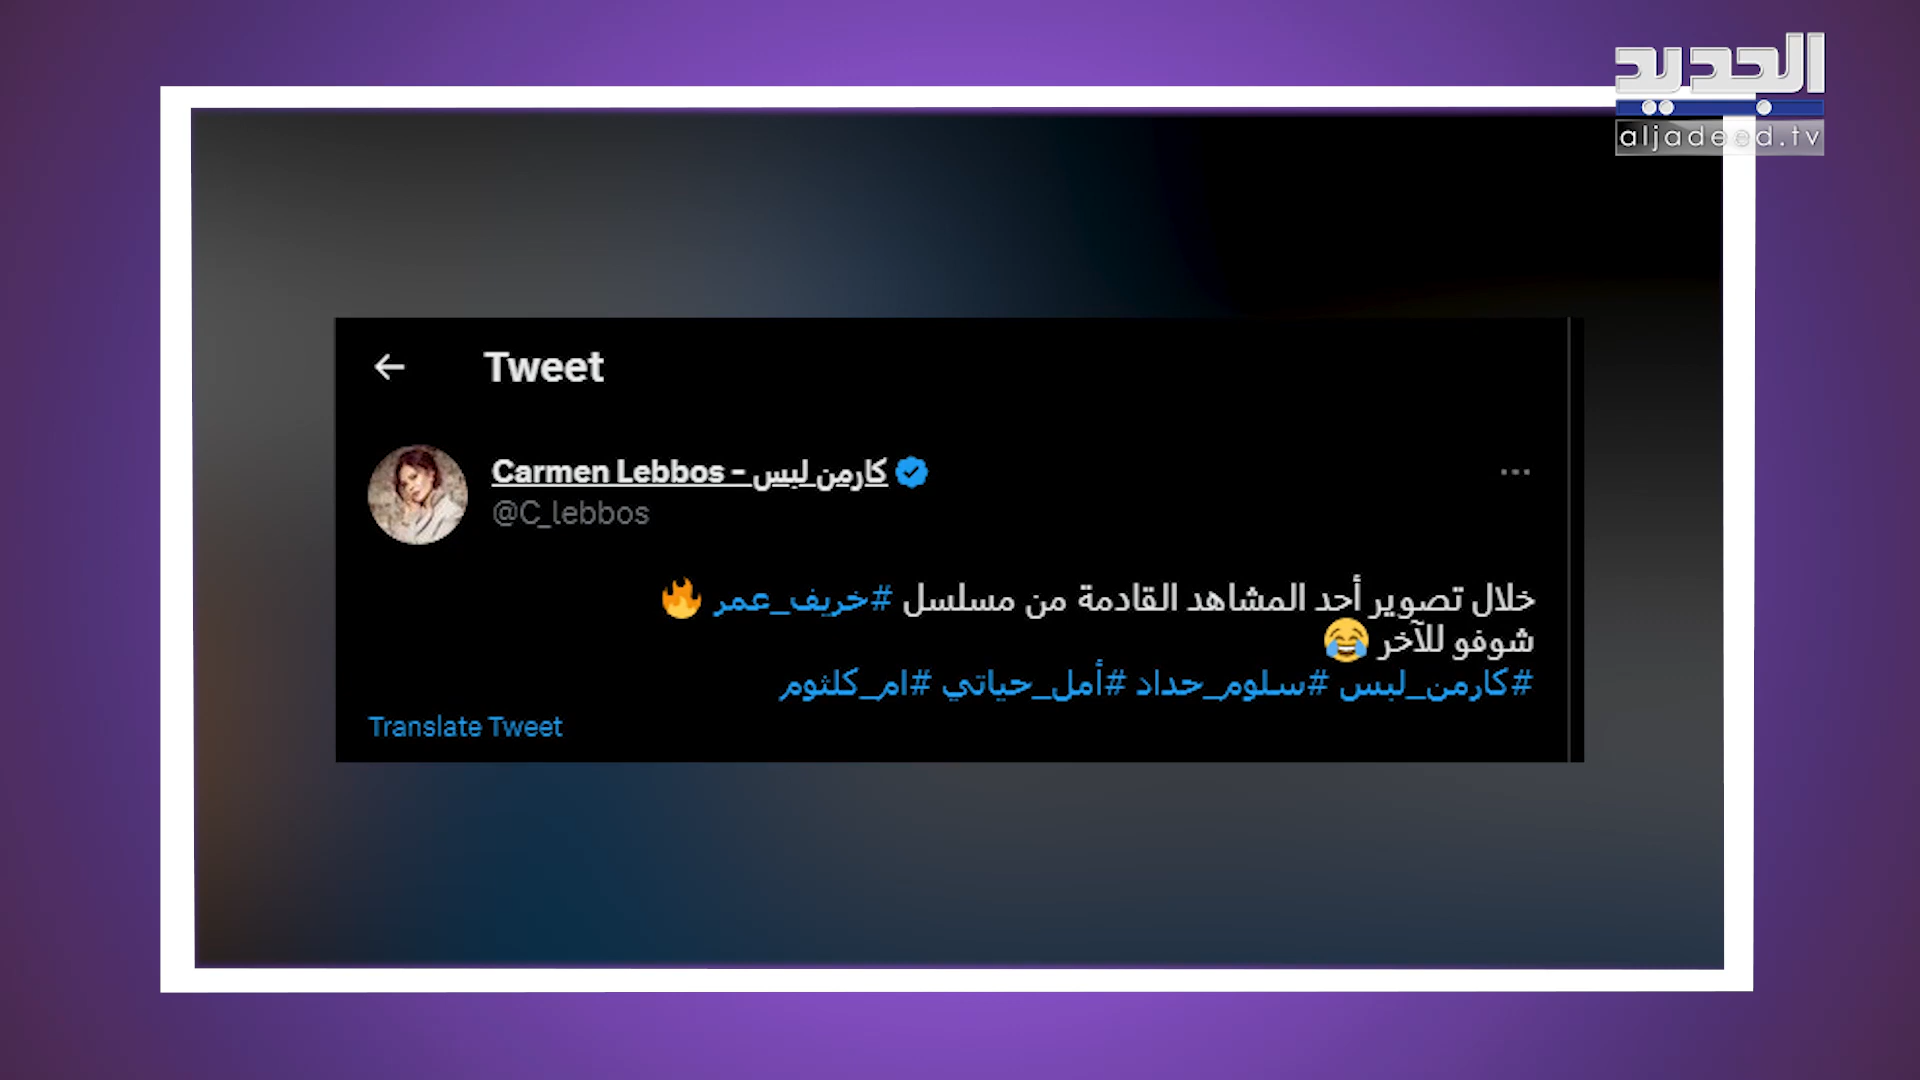 الجديد
aljadeed.tv
Tweet
Carmen Lebbos - كارمن لبس
@C_lebbos
خلال تصوير أحد المشاهد القادمة من مسلسل #خريف_عمر 🔥
شوفو للآخر 😂
#كارمن_لبس #سلوم_حداد #أمل_حياتي #ام_كلثوم
Translate Tweet